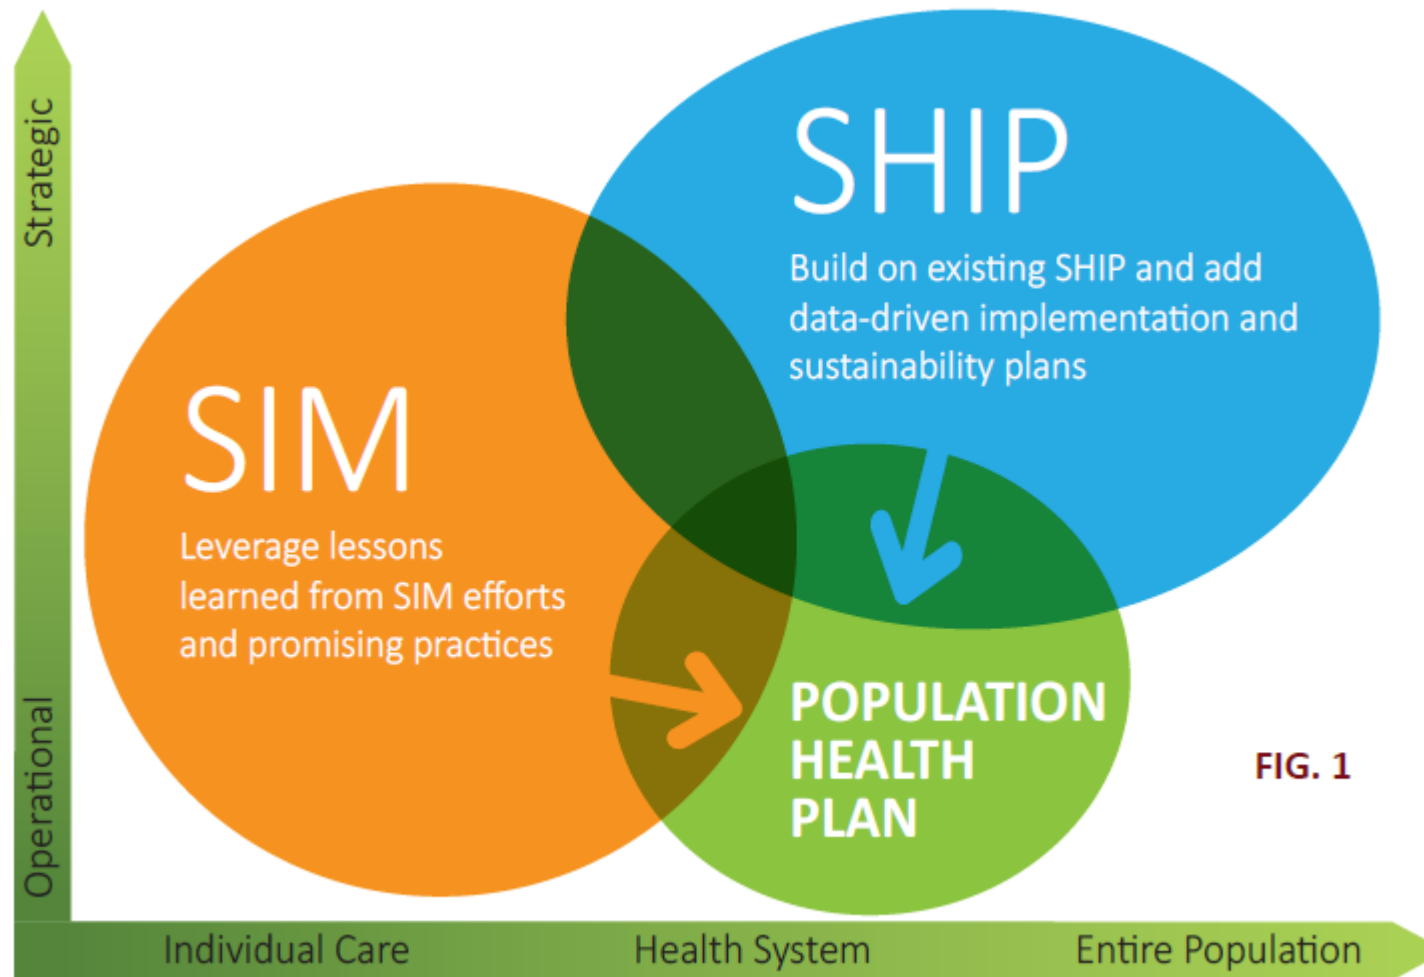 Strategic
SHIP
Build on existing SHIP and add
data-driven implementation and
sustainability plans
SIM
Leverage lessons
learned from SIM efforts
and promising practices
POPULATION
HEALTH
PLAN
FIG. 1
Operational
Individual Care
Health System
Entire Population